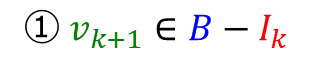 ① v_{k+1} ∈ B − I_k